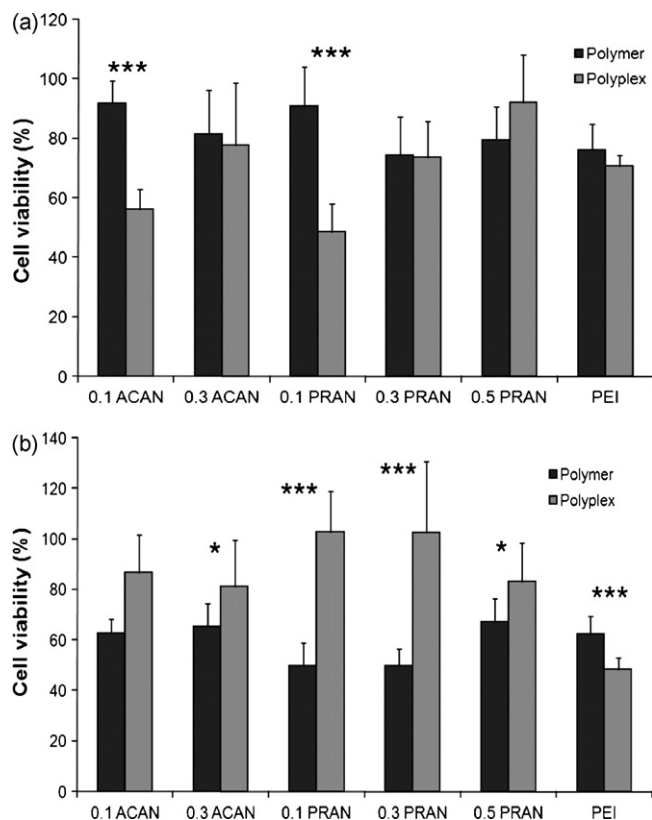 (a)
120
100
80
60
40
20
0
Cell viability (%)
***
***
Polymer
Polyplex
0.1 ACAN 0.3 ACAN 0.1 PRAN 0.3 PRAN 0.5 PRAN PEI
(b)
140
120
100
80
60
40
20
0
Cell viability (%)
*
***
***
*
***
Polymer
Polyplex
0.1 ACAN 0.3 ACAN 0.1 PRAN 0.3 PRAN 0.5 PRAN PEI